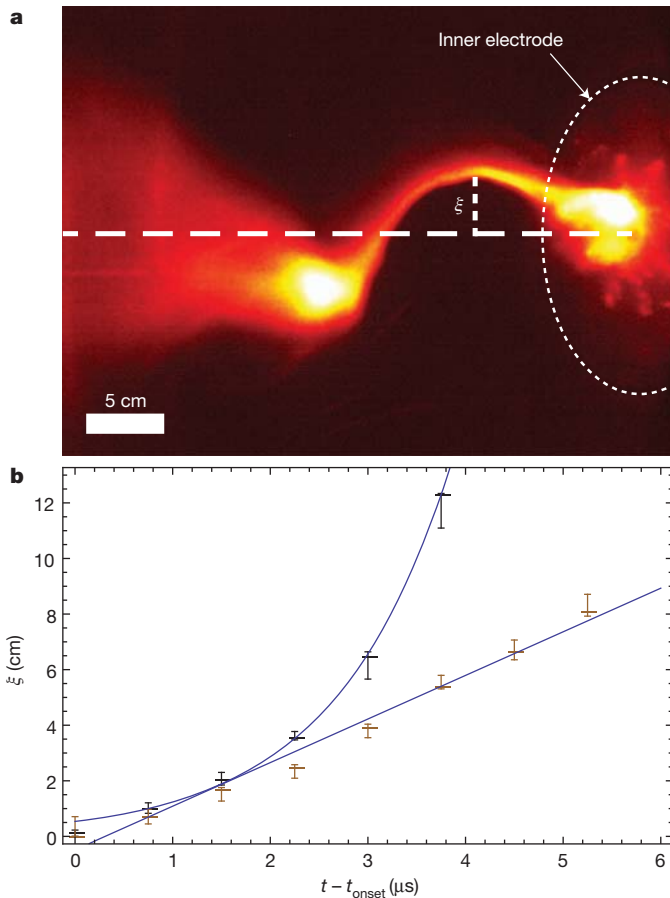 a
Inner electrode
ξ
5 cm
b
12
10
8
6
4
2
0
ξ (cm)
0 1 2 3 4 5 6
t – t_onset (μs)